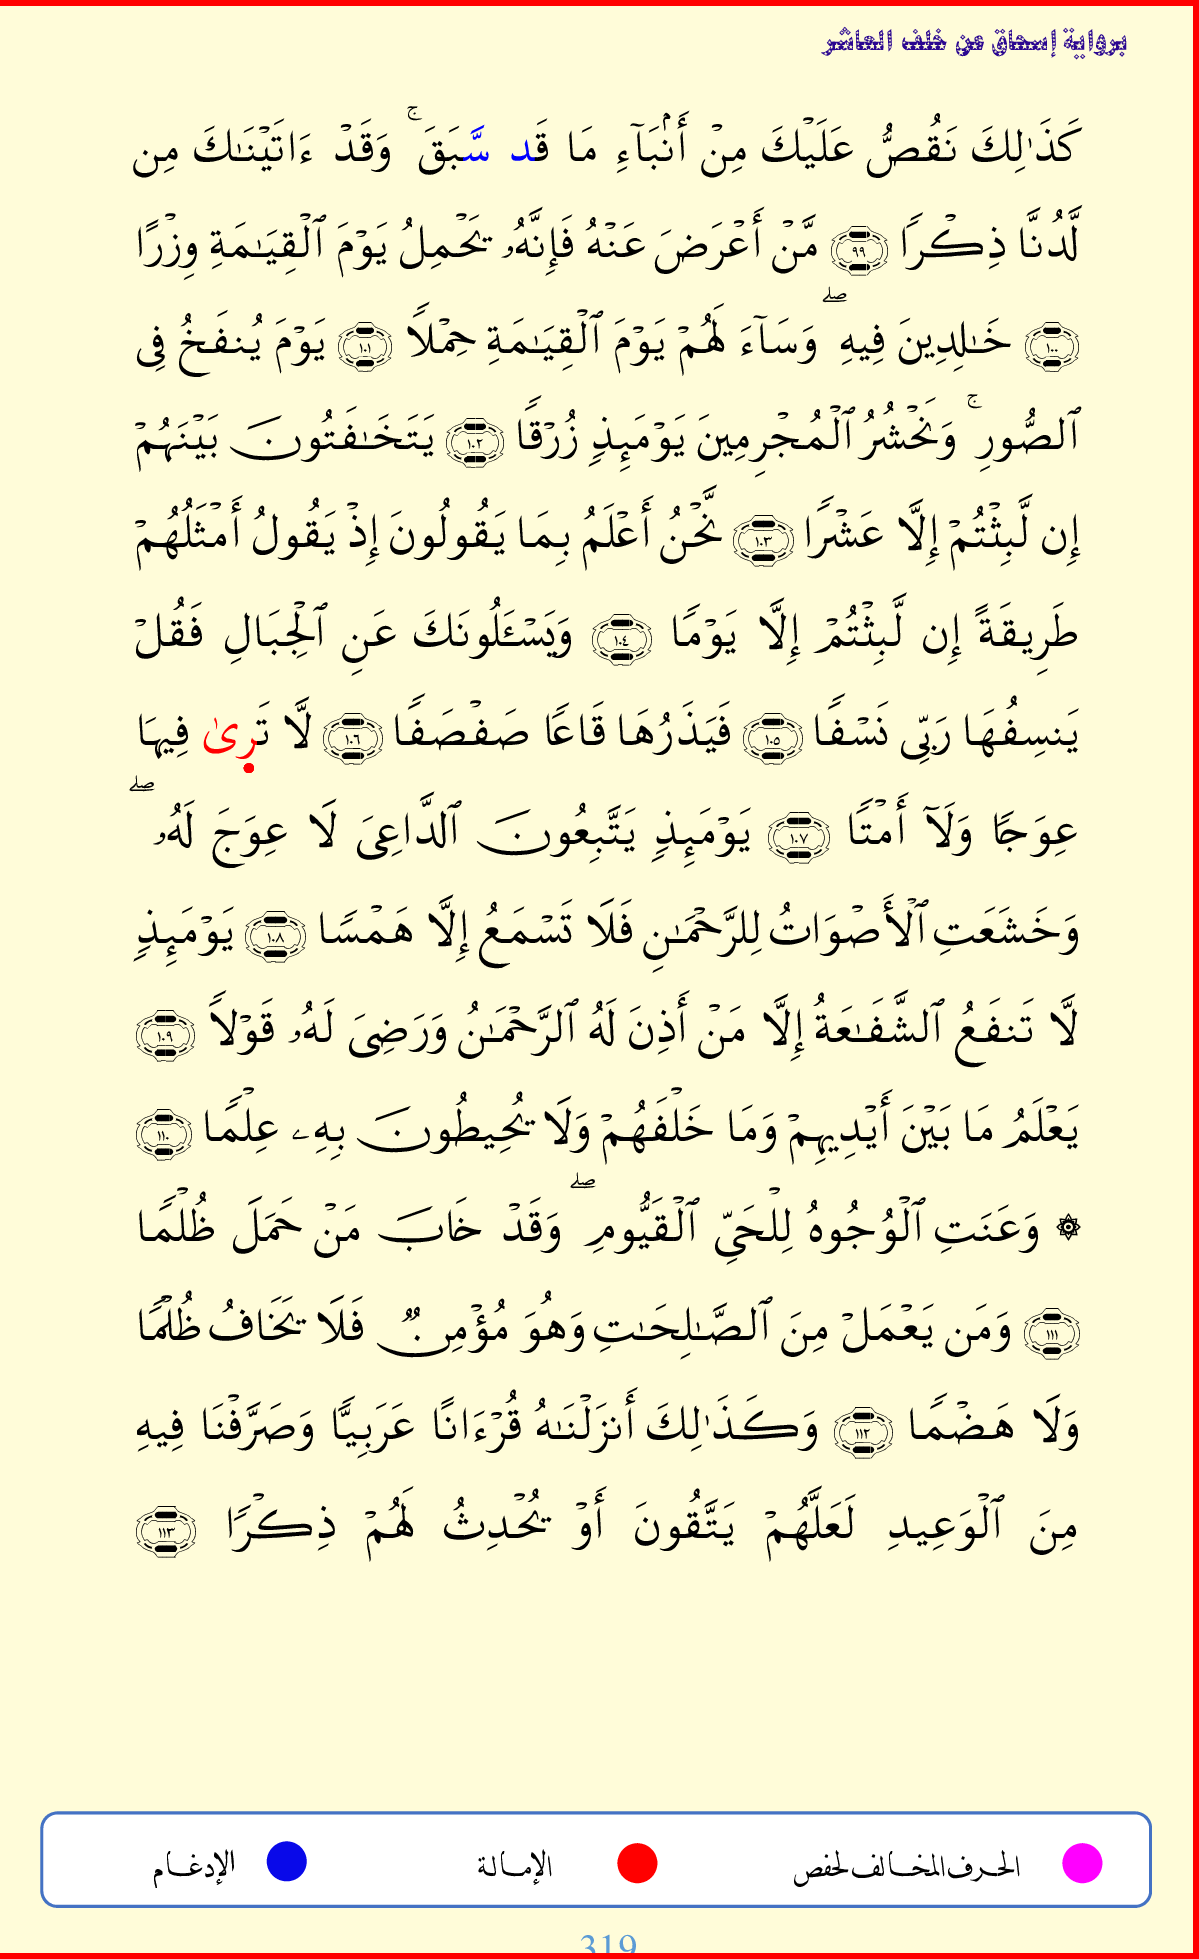 برواية إسحاق عن خلف العاشر
كَذَٰلِكَ نَقُصُّ عَلَيۡكَ مِنۡ أَنۢبَآءِ مَا قَد سَّبَقَۚ وَقَدۡ ءَاتَيۡنَٰكَ مِن
لَّدُنَّا ذِكۡرٗا ٩٩ مَّنۡ أَعۡرَضَ عَنۡهُ فَإِنَّهُۥ يَحۡمِلُ يَوۡمَ ٱلۡقِيَٰمَةِ وِزۡرًا
١٠٠ خَٰلِدِينَ فِيهِۖ وَسَآءَ لَهُمۡ يَوۡمَ ٱلۡقِيَٰمَةِ حِمۡلٗا ١٠١ يَوۡمَ يُنفَخُ فِي
ٱلصُّورِۚ وَنَحۡشُرُ ٱلۡمُجۡرِمِينَ يَوۡمَئِذٖ زُرۡقٗا ١٠٢ يَتَخَٰفَتُونَ بَيۡنَهُمۡ
إِن لَّبِثۡتُمۡ إِلَّا عَشۡرٗا ١٠٣ نَّحۡنُ أَعۡلَمُ بِمَا يَقُولُونَ إِذۡ يَقُولُ أَمۡثَلُهُمۡ
طَرِيقَةً إِن لَّبِثۡتُمۡ إِلَّا يَوۡمٗا ١٠٤ وَيَسۡـَٔلُونَكَ عَنِ ٱلۡجِبَالِ فَقُلۡ
يَنسِفُهَا رَبِّي نَسۡفٗا ١٠٥ فَيَذَرُهَا قَاعٗا صَفۡصَفٗا ١٠٦ لَّا تَرِىٰ فِيهَا
عِوَجٗا وَلَآ أَمۡتٗا ١٠٧ يَوۡمَئِذٖ يَتَّبِعُونَ ٱلدَّاعِيَ لَا عِوَجَ لَهُۥۖ
وَخَشَعَتِ ٱلۡأَصۡوَاتُ لِلرَّحۡمَٰنِ فَلَا تَسۡمَعُ إِلَّا هَمۡسٗا ١٠٨ يَوۡمَئِذٖ
لَّا تَنفَعُ ٱلشَّفَٰعَةُ إِلَّا مَنۡ أَذِنَ لَهُ ٱلرَّحۡمَٰنُ وَرَضِيَ لَهُۥ قَوۡلٗا ١٠٩
يَعۡلَمُ مَا بَيۡنَ أَيۡدِيهِمۡ وَمَا خَلۡفَهُمۡ وَلَا يُحِيطُونَ بِهِۦ عِلۡمٗا ١١٠
۞ وَعَنَتِ ٱلۡوُجُوهُ لِلۡحَيِّ ٱلۡقَيُّومِۖ وَقَدۡ خَابَ مَنۡ حَمَلَ ظُلۡمٗا
١١١ وَمَن يَعۡمَلۡ مِنَ ٱلصَّٰلِحَٰتِ وَهُوَ مُؤۡمِنٞ فَلَا يَخَافُ ظُلۡمٗا
وَلَا هَضۡمٗا ١١٢ وَكَذَٰلِكَ أَنزَلۡنَٰهُ قُرۡءَانًا عَرَبِيّٗا وَصَرَّفۡنَا فِيهِ
مِنَ ٱلۡوَعِيدِ لَعَلَّهُمۡ يَتَّقُونَ أَوۡ يُحۡدِثُ لَهُمۡ ذِكۡرٗا ١١٣
الحرف المخالف لحفص الإمالة الإدغام
319